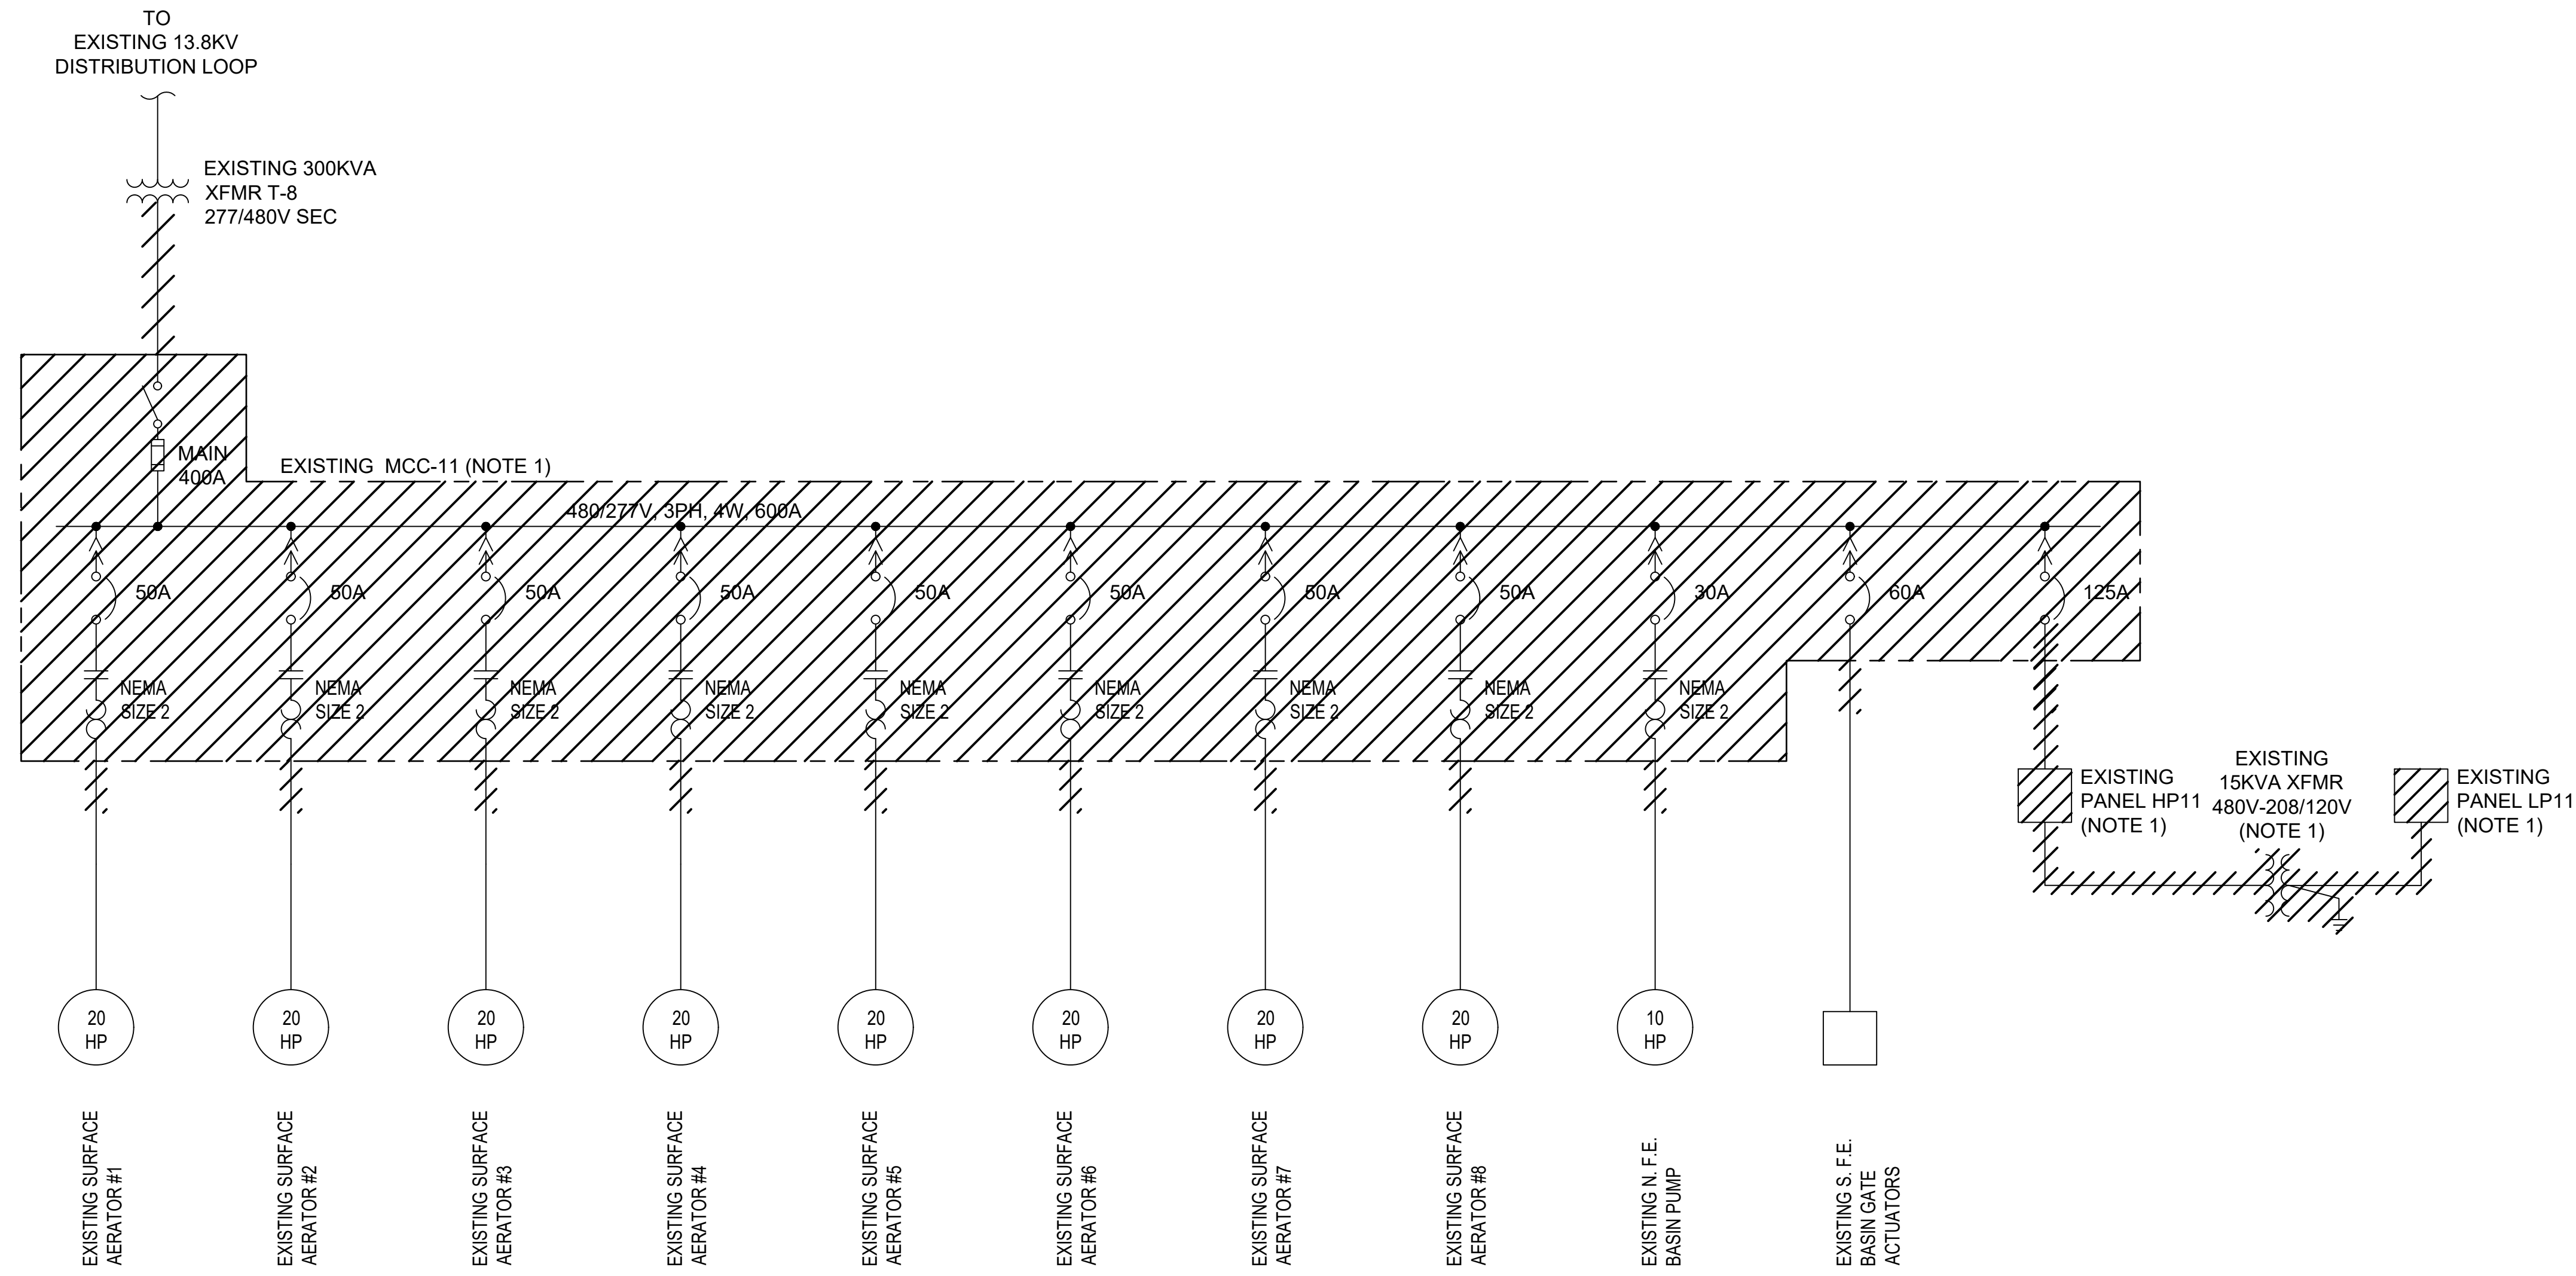 TO
EXISTING 13.8KV
DISTRIBUTION LOOP
EXISTING 300KVA
XFMR T-8
277/480V SEC
MAIN
400A
EXISTING  MCC-11 (NOTE 1)
480/277V, 3PH, 4W, 600A
50A
50A
50A
50A
50A
50A
50A
50A
30A
60A
125A
NEMA
SIZE 2
NEMA
SIZE 2
NEMA
SIZE 2
NEMA
SIZE 2
NEMA
SIZE 2
NEMA
SIZE 2
NEMA
SIZE 2
NEMA
SIZE 2
NEMA
SIZE 2
EXISTING
PANEL HP11
(NOTE 1)
EXISTING
15KVA XFMR
480V-208/120V
(NOTE 1)
EXISTING
PANEL LP11
(NOTE 1)
20
HP
20
HP
20
HP
20
HP
20
HP
20
HP
20
HP
20
HP
10
HP
EXISTING SURFACE
AERATOR #1
EXISTING SURFACE
AERATOR #2
EXISTING SURFACE
AERATOR #3
EXISTING SURFACE
AERATOR #4
EXISTING SURFACE
AERATOR #5
EXISTING SURFACE
AERATOR #6
EXISTING SURFACE
AERATOR #7
EXISTING SURFACE
AERATOR #8
EXISTING N. F.E.
BASIN PUMP
EXISTING S. F.E.
BASIN GATE
ACTUATORS